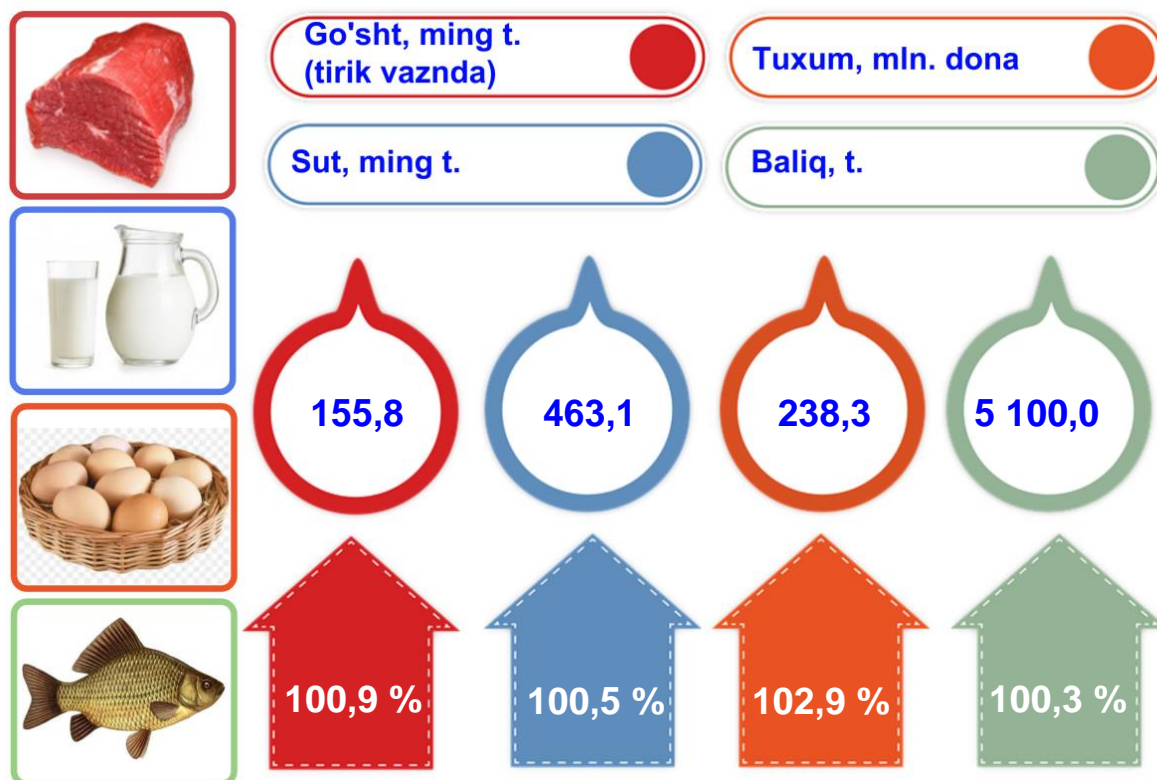 Go'sht, ming t.
(tirik vaznda)
Tuxum, mln. dona
Sut, ming t.
Baliq, t.
155,8
463,1
238,3
5 100,0
100,9 %
100,5 %
102,9 %
100,3 %